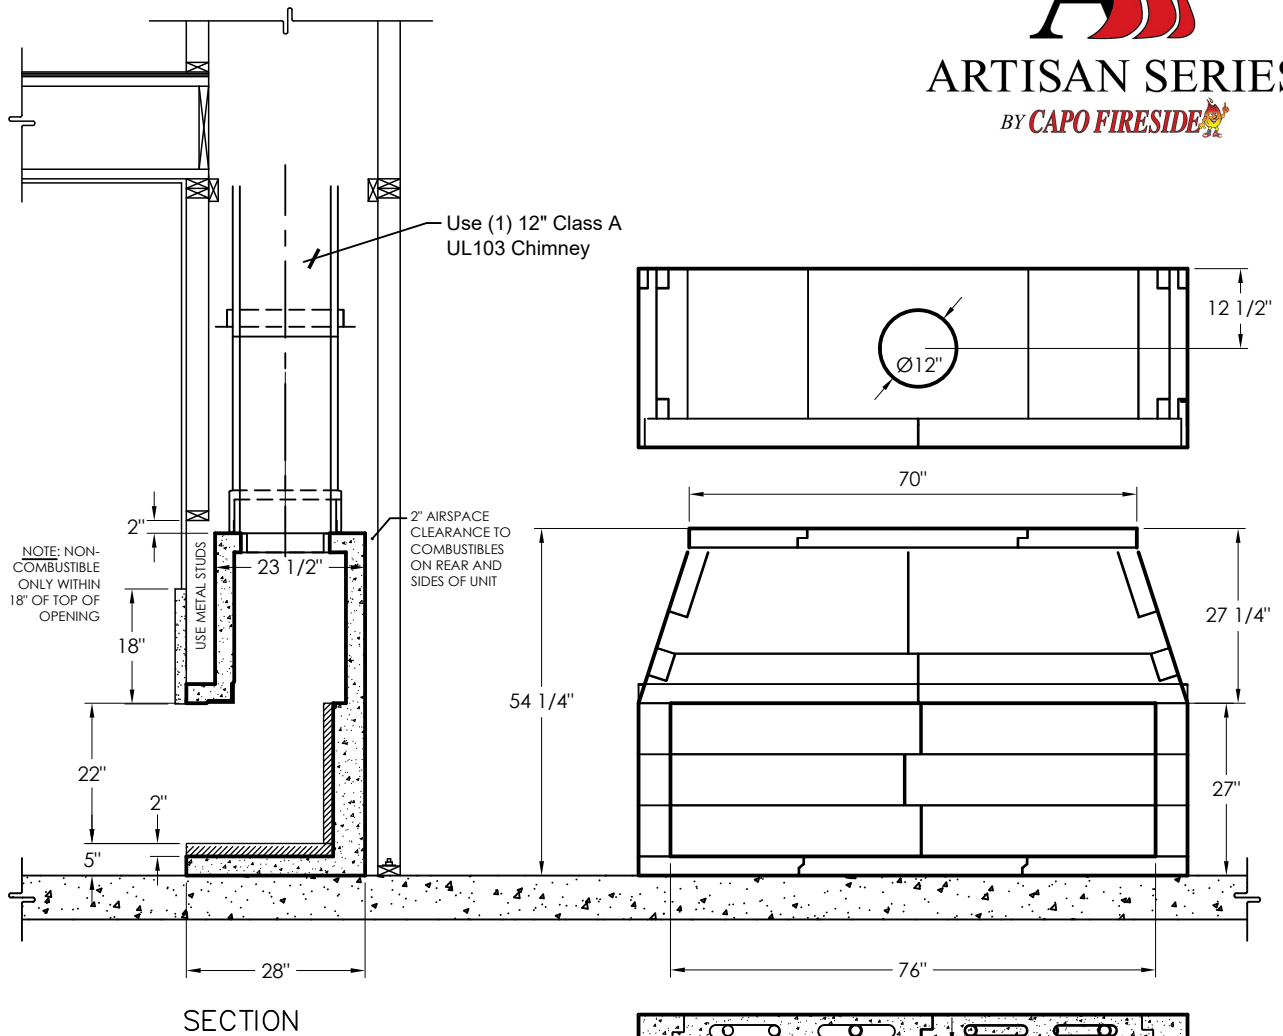 A
ARTISAN SERIES
BY CAPO FIRESIDE
Use (1) 12" Class A
UL103 Chimney
12 1/2"
Ø12"
70"
2"
2" AIRSPACE
CLEARANCE TO
COMBUSTIBLES
ON REAR AND
SIDES OF UNIT
NOTE: NON-
COMBUSTIBLE
ONLY WITHIN
18" OF TOP OF
OPENING
USE METAL STUDS
23 1/2"
18"
27 1/4"
54 1/4"
22"
2"
27"
5"
28"
76"
SECTION